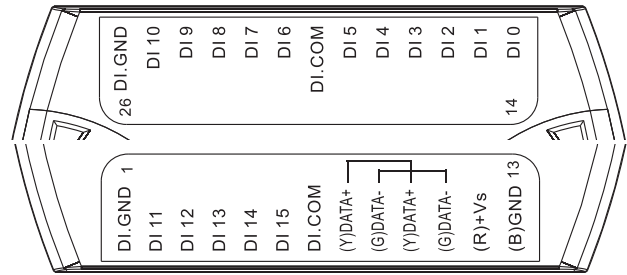 DI.GND 26
DI 10
DI 9
DI 8
DI 7
DI 6
DI.COM
DI 5
DI 4
DI 3
DI 2
DI 1
DI 0 14
DI.GND 1
DI 11
DI 12
DI 13
DI 14
DI 15
DI.COM
(Y)DATA+
(G)DATA-
(Y)DATA+
(G)DATA-
(R)+Vs
(B)GND 13